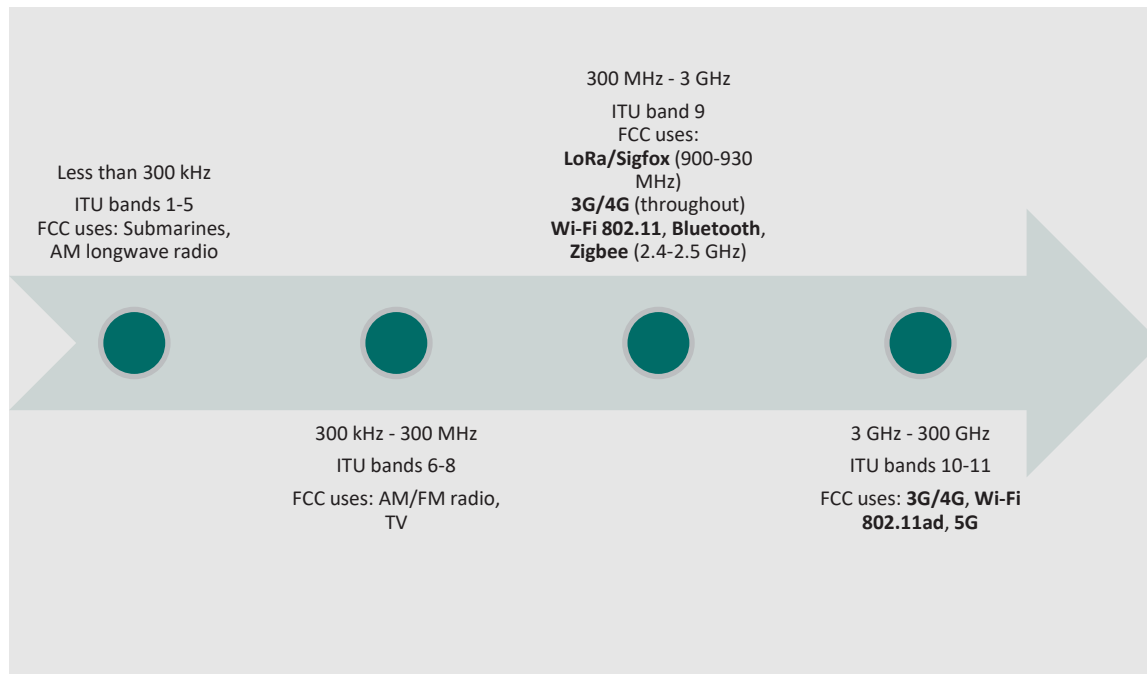 Less than 300 kHz
ITU bands 1-5
FCC uses: Submarines,
AM longwave radio
300 kHz - 300 MHz
ITU bands 6-8
FCC uses: AM/FM radio,
TV
300 MHz - 3 GHz
ITU band 9
FCC uses:
LoRa/Sigfox (900-930
MHz)
3G/4G (throughout)
Wi-Fi 802.11, Bluetooth,
Zigbee (2.4-2.5 GHz)
3 GHz - 300 GHz
ITU bands 10-11
FCC uses: 3G/4G, Wi-Fi
802.11ad, 5G